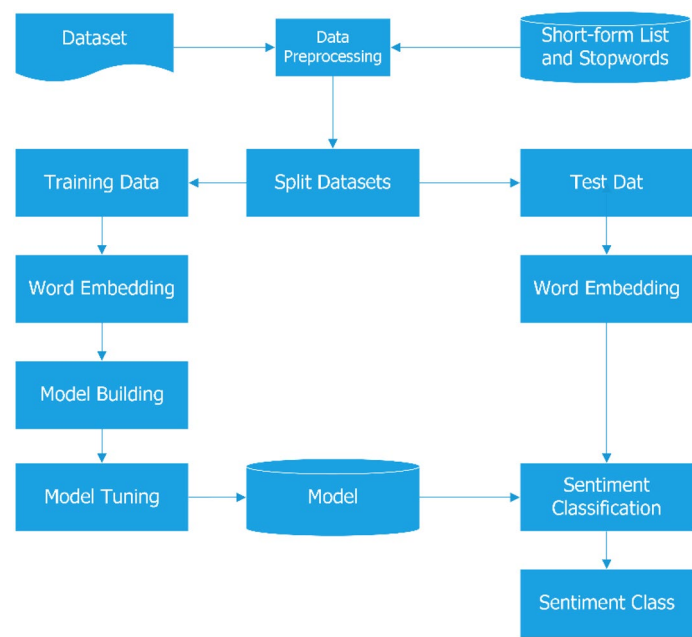 Dataset
Data
Preprocessing
Short-form List
and Stopwords
Training Data
Split Datasets
Test Dat
Word Embedding
Word Embedding
Model Building
Model Tuning
Model
Sentiment
Classification
Sentiment Class